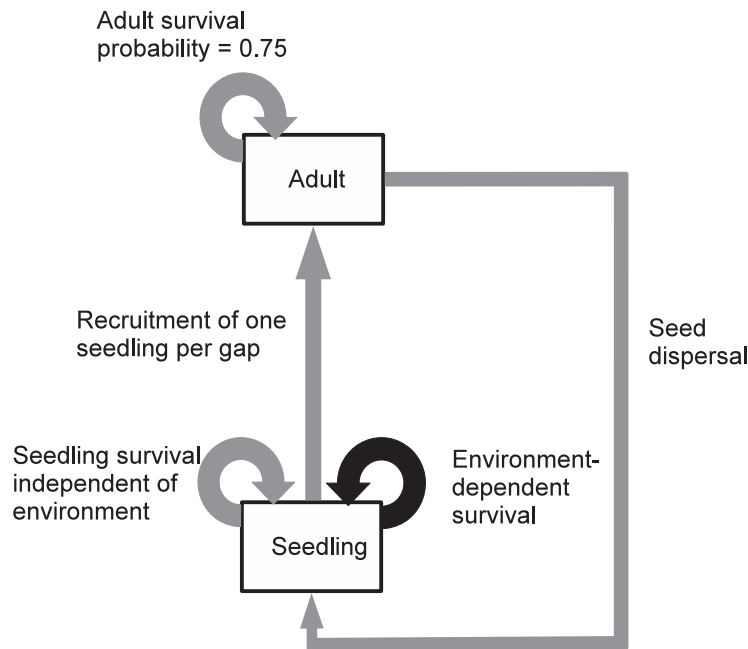 Adult survival
probability = 0.75
Adult
Recruitment of one
seedling per gap
Seed
dispersal
Seedling survival
independent of
environment
Environment-
dependent
survival
Seedling